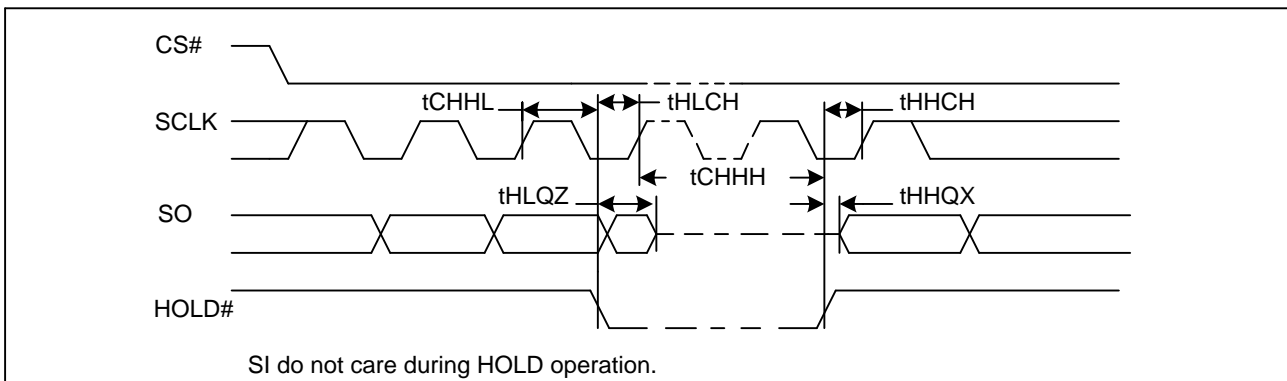 CS#
tCHHL
tHLCH
tHHCH
SCLK
tCHHH
tHLQZ
tHHQX
SO
HOLD#
SI do not care during HOLD operation.